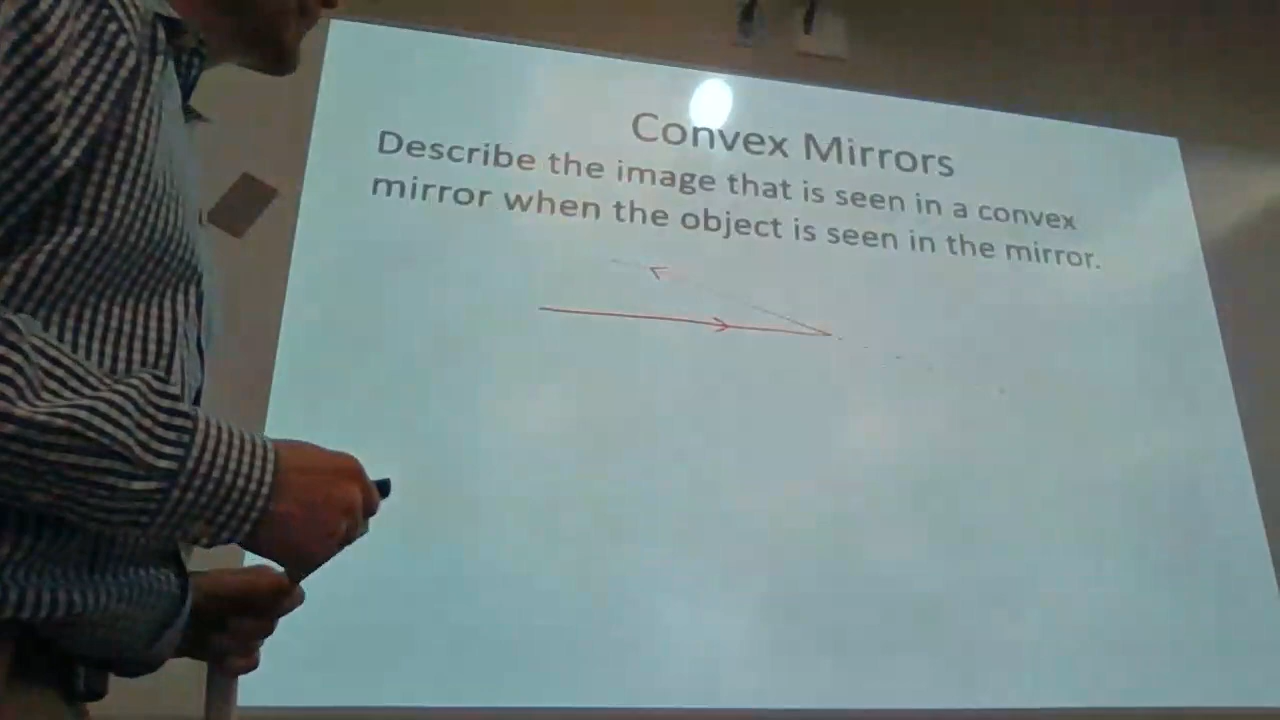 Convex Mirrors
Describe the image that is seen in a convex
mirror when the object is seen in the mirror.